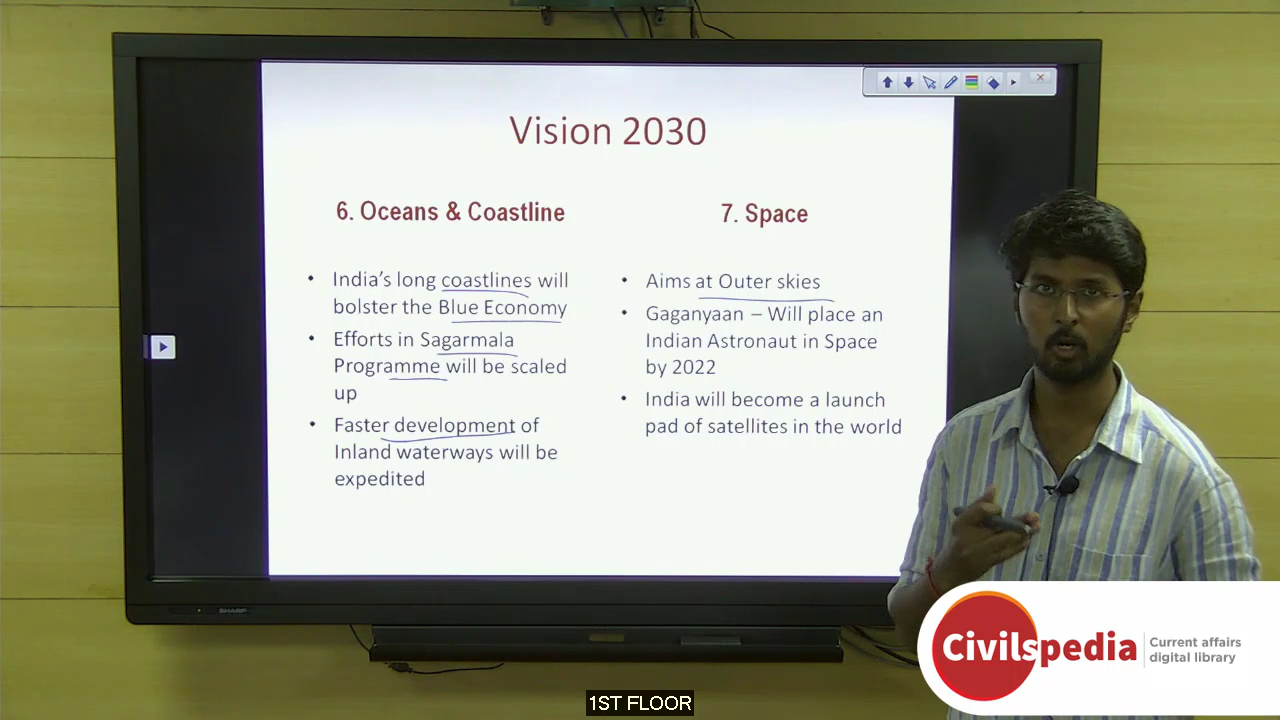 Vision 2030
6. Oceans & Coastline
• India's long coastlines will
bolster the Blue Economy
• Efforts in Sagarmala
Programme will be scaled
up
• Faster development of
Inland waterways will be
expedited
7. Space
• Aims at Outer skies
• Gaganyaan – Will place an
Indian Astronaut in Space
by 2022
• India will become a launch
pad of satellites in the world
SHARP
Civilspedia
Current affairs
digital library
1ST FLOOR